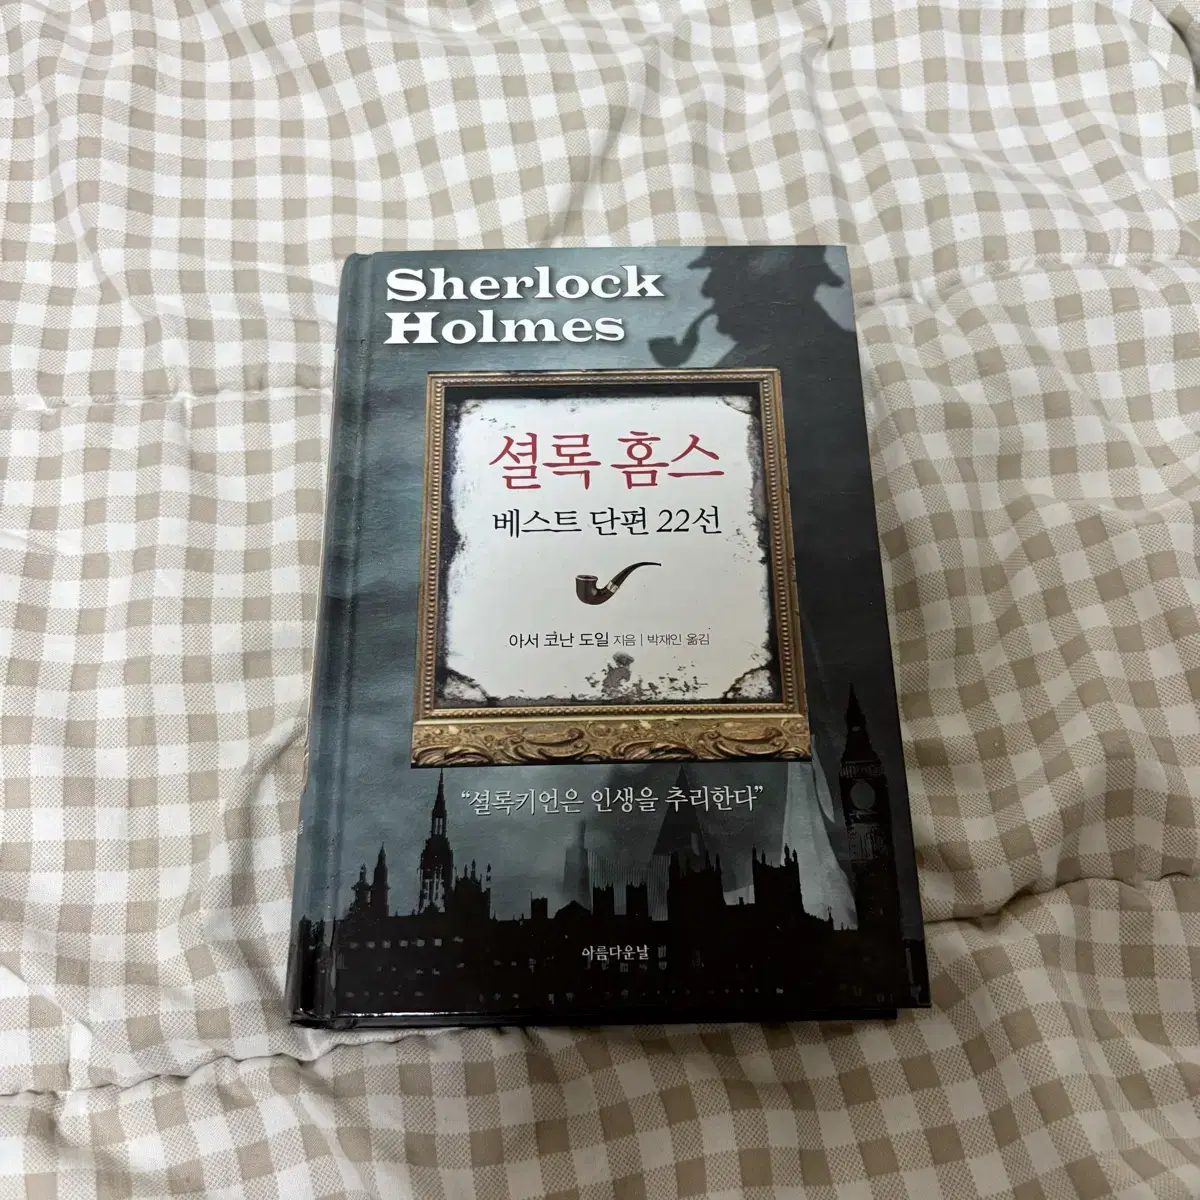 Sherlock
Holmes
셜록 홈스
베스트 단편 22선
아서 코난 도일 지음 | 박재인 옮김
“셜록키언은 인생을 추리한다”
아름다운날